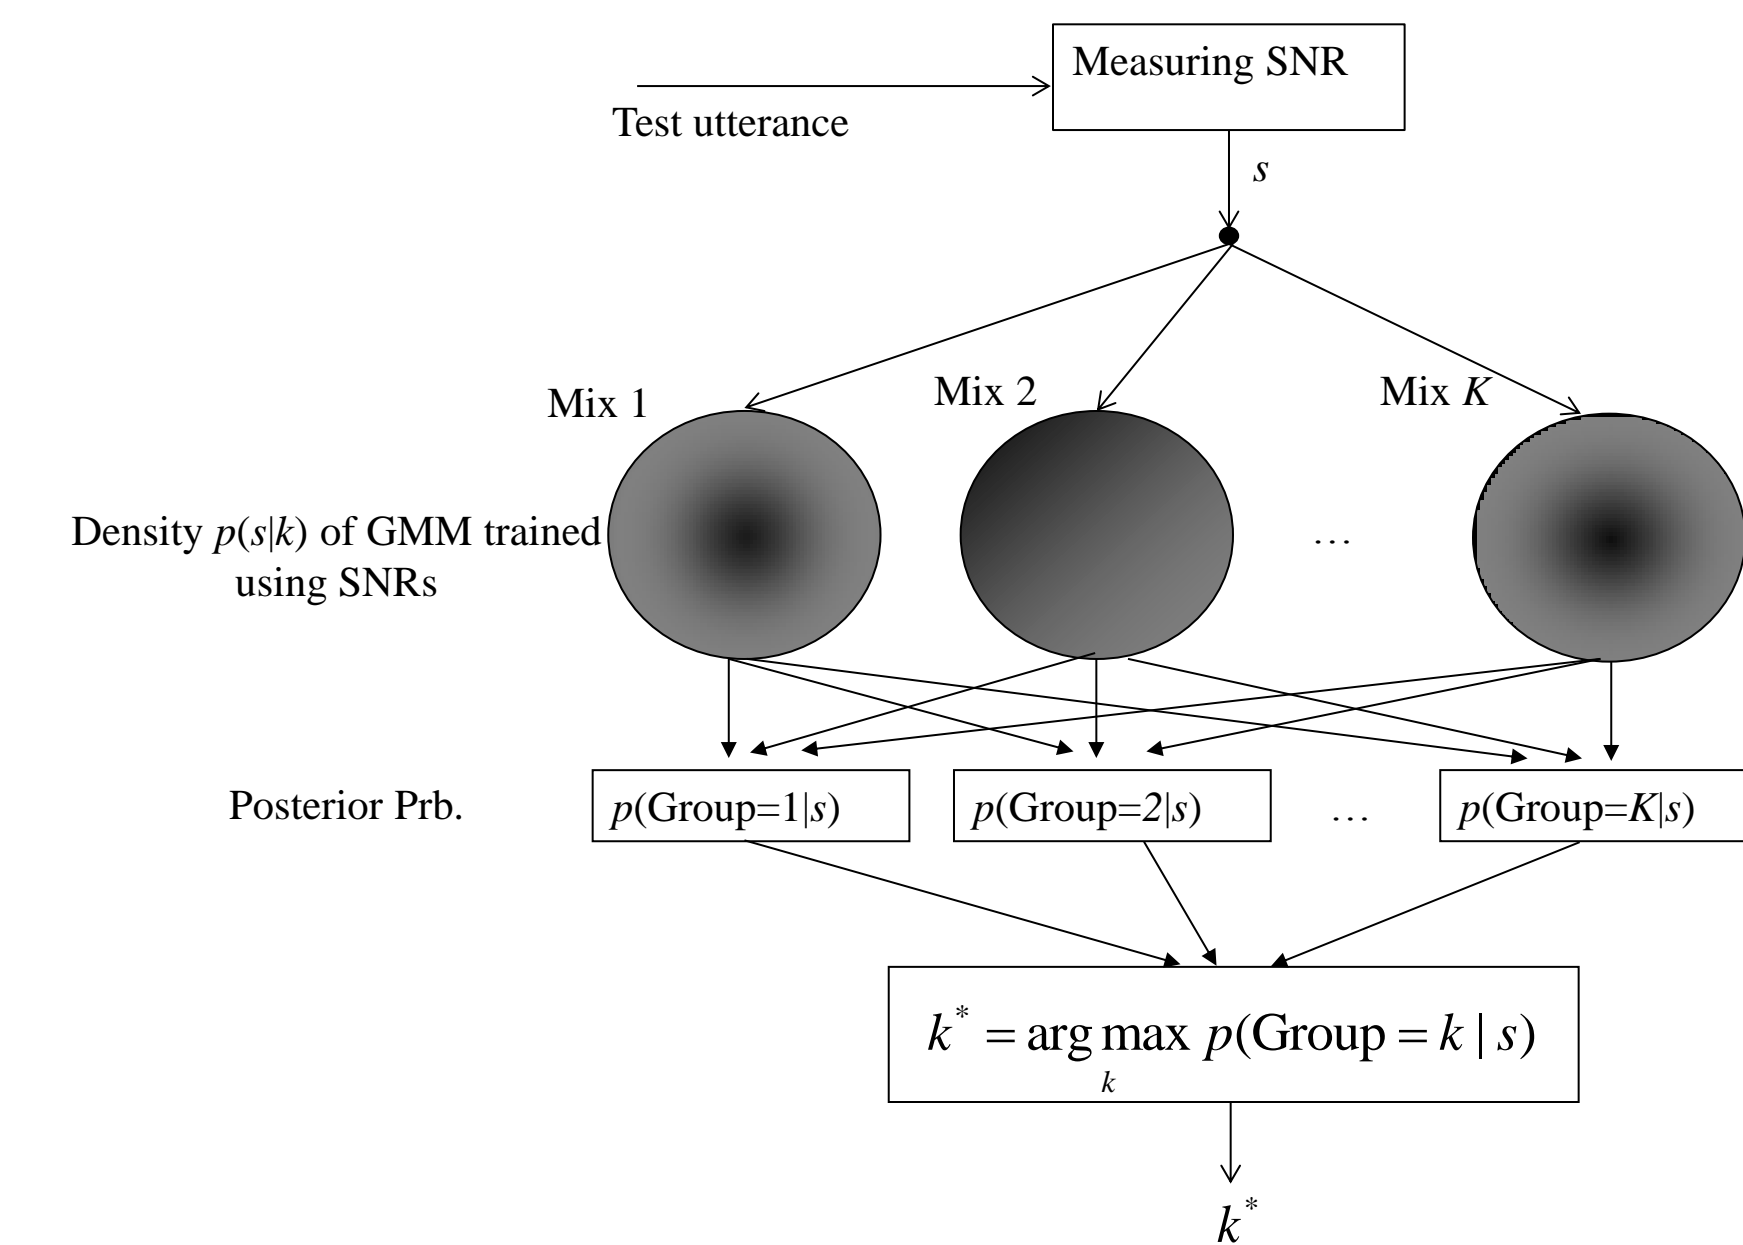 Measuring SNR
Test utterance
s
Mix 1
Mix 2
Mix K
Density p(s|k) of GMM trained
using SNRs
…
Posterior Prb.
p(Group=1|s)
p(Group=2|s)
…
p(Group=K|s)
k* = arg max p(Group = k | s)
k
k*